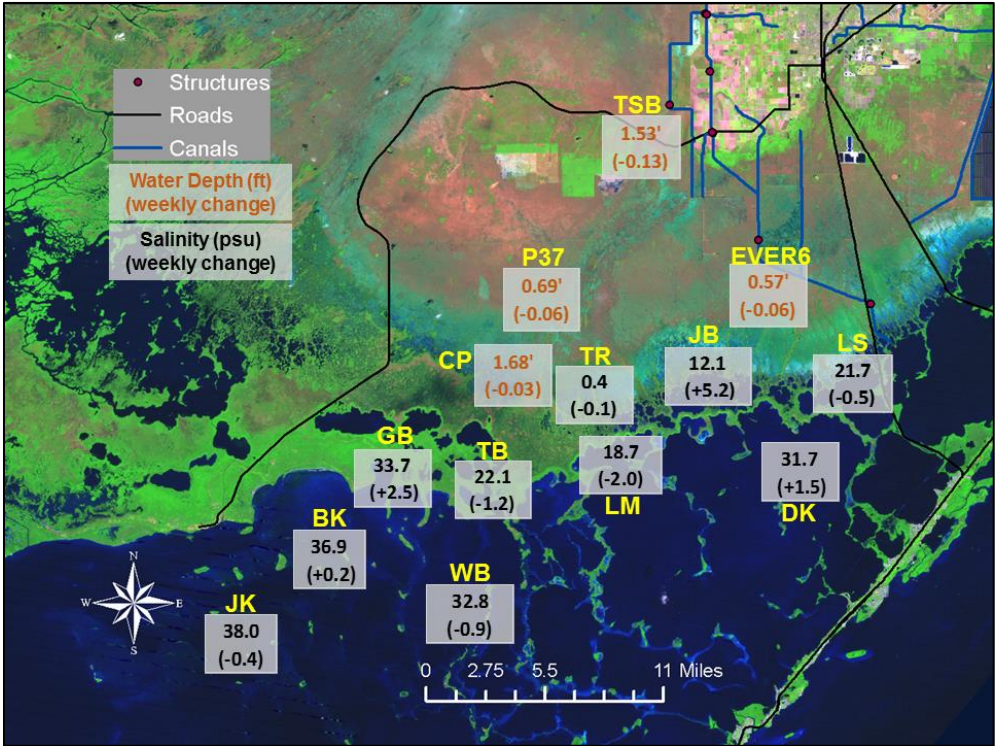 Structures
Roads
Canals
Water Depth (ft)
(weekly change)
Salinity (psu)
(weekly change)
TSB
1.53'
(-0.13)
P37
0.69'
(-0.06)
EVER6
0.57'
(-0.06)
CP
1.68'
(-0.03)
TR
0.4
(-0.1)
JB
12.1
(+5.2)
LS
21.7
(-0.5)
GB
33.7
(+2.5)
TB
22.1
(-1.2)
18.7
(-2.0)
LM
31.7
(+1.5)
DK
BK
36.9
(+0.2)
WB
32.8
(-0.9)
JK
38.0
(-0.4)
N
W E
S
0 2.75 5.5 11 Miles